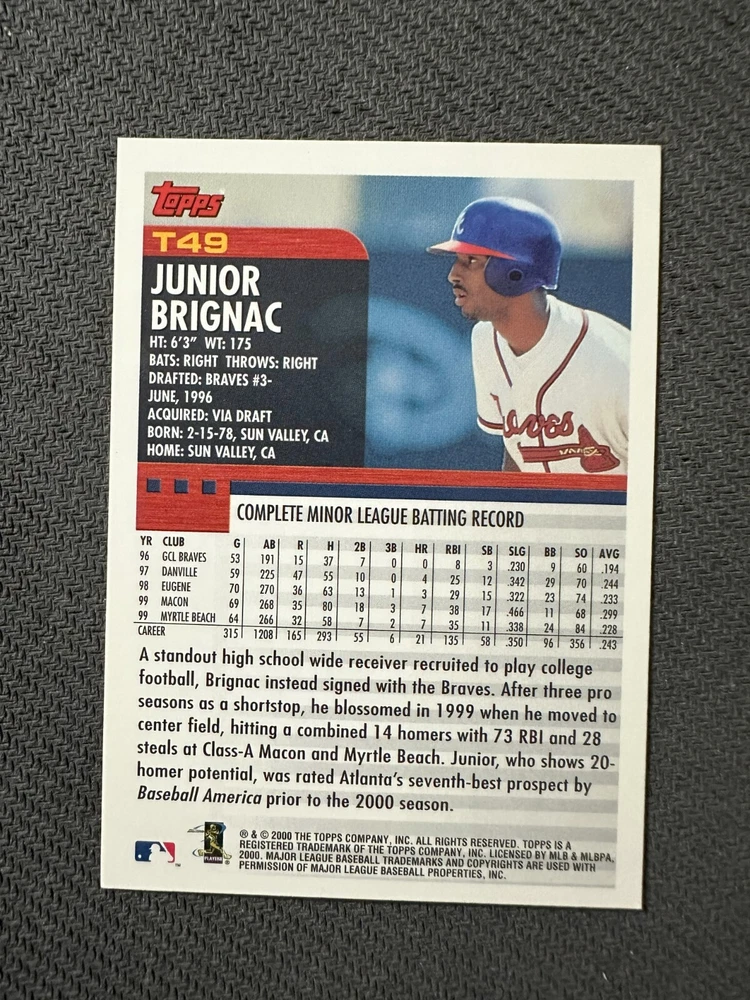 Topps
T49
JUNIOR
BRIGNAC
HT: 6'3" WT: 175
BATS: RIGHT THROWS: RIGHT
DRAFTED: BRAVES #3-
JUNE, 1996
ACQUIRED: VIA DRAFT
BORN: 2-15-78, SUN VALLEY, CA
HOME: SUN VALLEY, CA
Braves
COMPLETE MINOR LEAGUE BATTING RECORD
YR CLUB G AB R H 2B 3B HR RBI SB SLG BB SO AVG
96 GCL BRAVES 53 191 15 37 7 0 0 8 3 .230 9 60 .194
97 DANVILLE 59 225 47 55 10 0 4 25 12 .342 29 70 .244
98 EUGENE 70 270 36 63 13 1 3 29 15 .322 23 74 .233
99 MACON 69 268 35 80 18 3 7 38 17 .466 11 68 .299
99 MYRTLE BEACH 64 266 32 58 7 2 7 35 11 .338 24 84 .228
CAREER 315 1208 165 293 55 6 21 135 58 .350 96 356 .243
A standout high school wide receiver recruited to play college
football, Brignac instead signed with the Braves. After three pro
seasons as a shortstop, he blossomed in 1999 when he moved to
center field, hitting a combined 14 homers with 73 RBI and 28
steals at Class-A Macon and Myrtle Beach. Junior, who shows 20-
homer potential, was rated Atlanta's seventh-best prospect by
Baseball America prior to the 2000 season.
® & © 2000 THE TOPPS COMPANY, INC. ALL RIGHTS RESERVED. TOPPS IS A
REGISTERED TRADEMARK OF THE TOPPS COMPANY, INC. LICENSED BY MLB & MLBPA,
2000. MAJOR LEAGUE BASEBALL TRADEMARKS AND COPYRIGHTS ARE USED WITH
PERMISSION OF MAJOR LEAGUE BASEBALL PROPERTIES, INC.
PLAYERS
TM